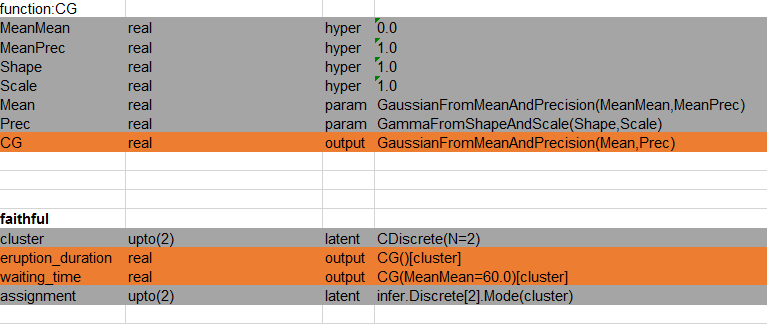 function:CG
MeanMean real hyper 0.0
MeanPrec real hyper 1.0
Shape real hyper 1.0
Scale real hyper 1.0
Mean real param GaussianFromMeanAndPrecision(MeanMean,MeanPrec)
Prec real param GammaFromShapeAndScale(Shape,Scale)
CG real output GaussianFromMeanAndPrecision(Mean,Prec)
faithful
cluster upto(2) latent CDiscrete(N=2)
eruption_duration real output CG()[cluster]
waiting_time real output CG(MeanMean=60.0)[cluster]
assignment upto(2) latent infer.Discrete[2].Mode(cluster)